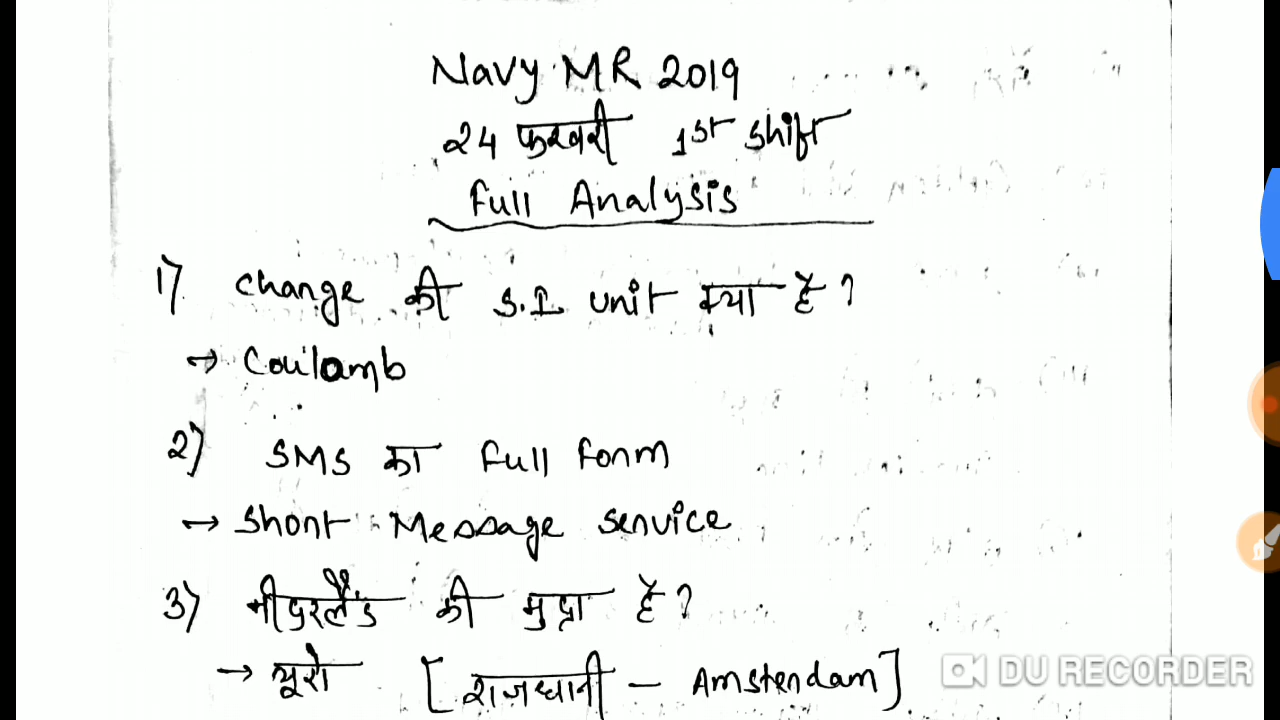 Navy MR 2019
24 फरवरी 1st shift
Full Analysis
1) Change की S.I unit क्या है ?
→ Coulomb
2) SMS का Full Form
→ Short Message Service
3) नीदरलैंड की मुद्रा है ?
→ यूरो [राजधानी – Amsterdam]
DU RECORDER